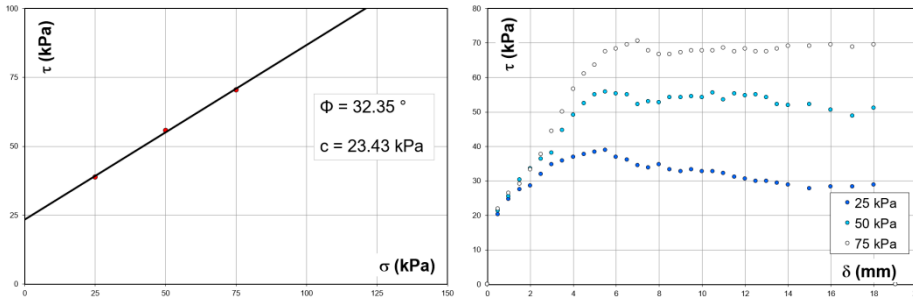 100
75
50
25
0
τ (kPa)
Φ = 32.35 °
c = 23.43 kPa
σ (kPa)
0 25 50 75 100 125 150
80
70
60
50
40
30
20
10
0
τ (kPa)
25 kPa
50 kPa
75 kPa
δ (mm)
0 2 4 6 8 10 12 14 16 18